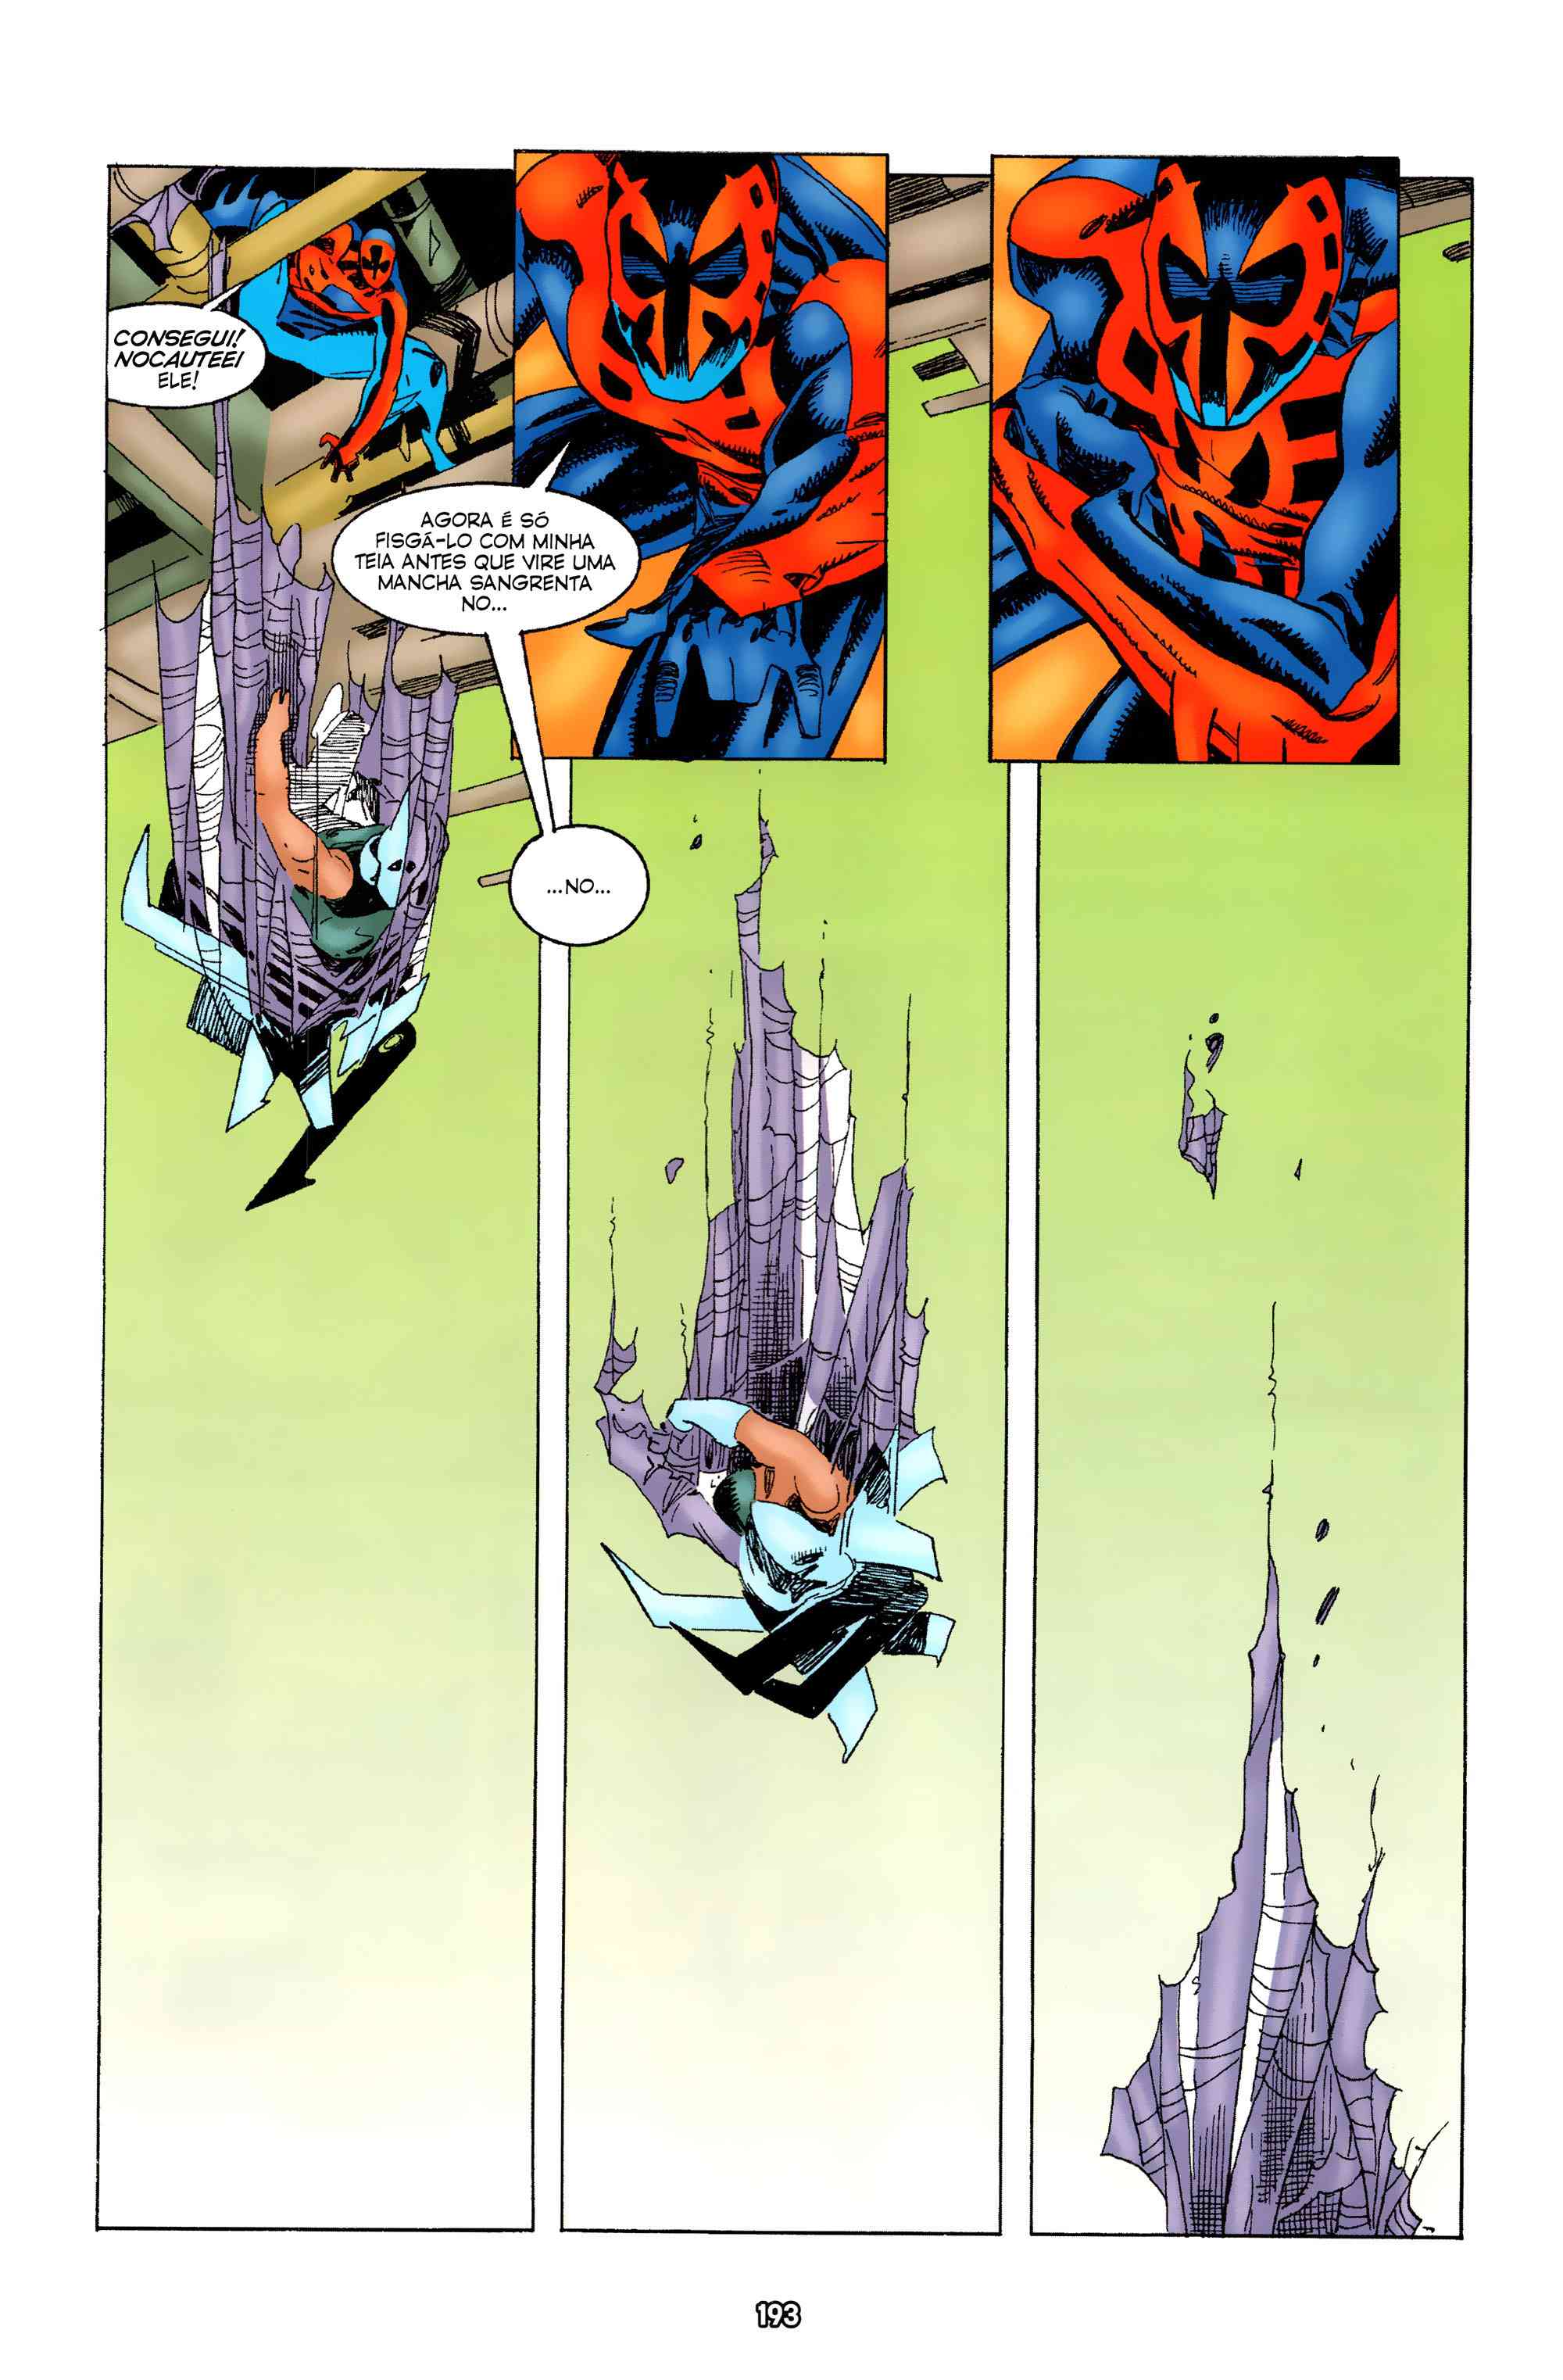 CONSEGUI!
NOCAUTEEI
ELE!
AGORA É SÓ
FISGÁ-LO COM MINHA
TEIA ANTES QUE VIRE UMA
MANCHA SANGRENTA
NO...
...NO...
193